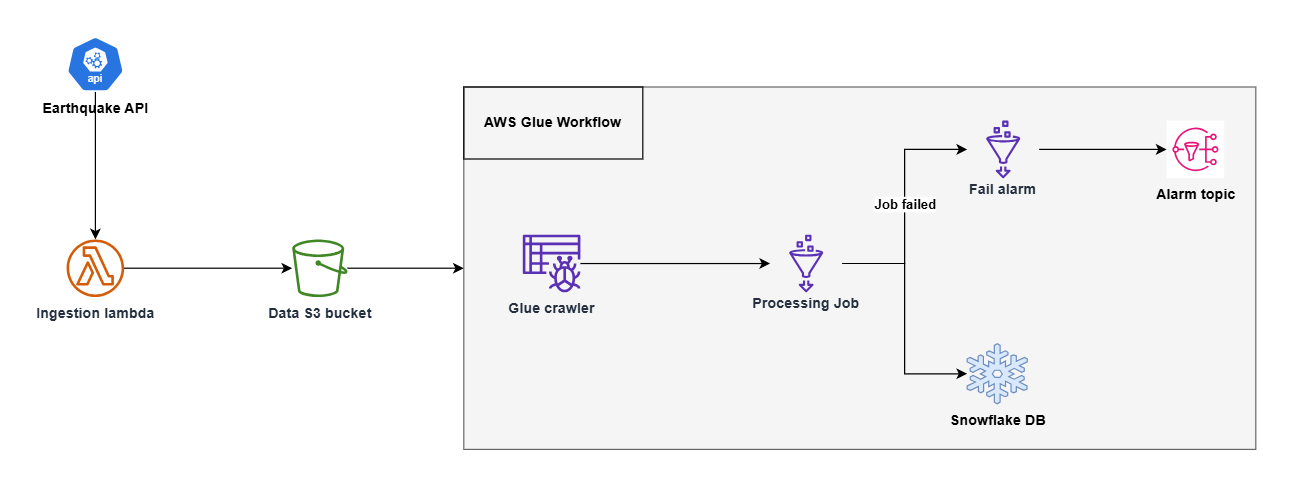 api
Earthquake API
AWS Glue Workflow
Fail alarm
Alarm topic
Job failed
Ingestion lambda
Data S3 bucket
Glue crawler
Processing Job
Snowflake DB